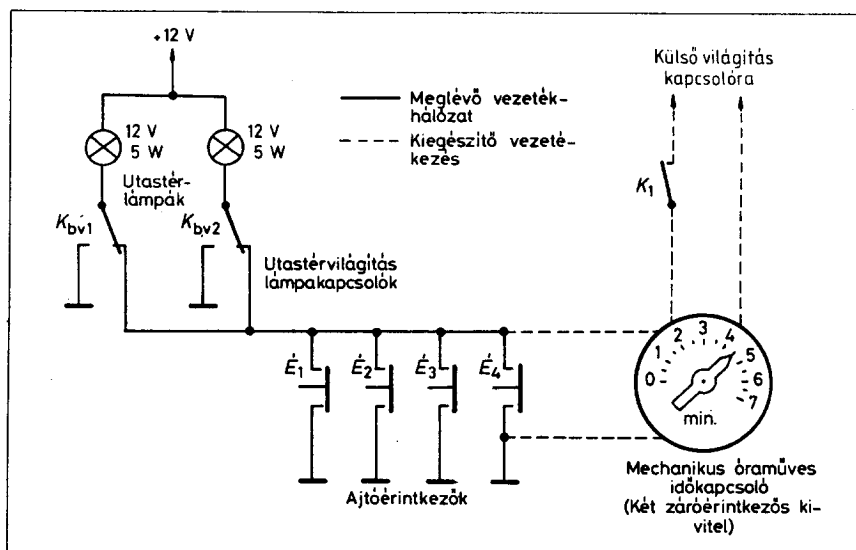 +12 V
12 V
5 W
12 V
5 W
Utastér-
lámpák
Kbv1
Kbv2
Utastérvilágítás
lámpakapcsolók
Meglévő vezeték-
hálózat
Kiegészítő vezeté-
kezés
Külső világítás
kapcsolóra
K1
É1
É2
É3
É4
Ajtóérintkezők
0
1
2
3
4
5
6
7
min.
Mechanikus óraműves
időkapcsoló
(Két záróérintkezős ki-
vitel)